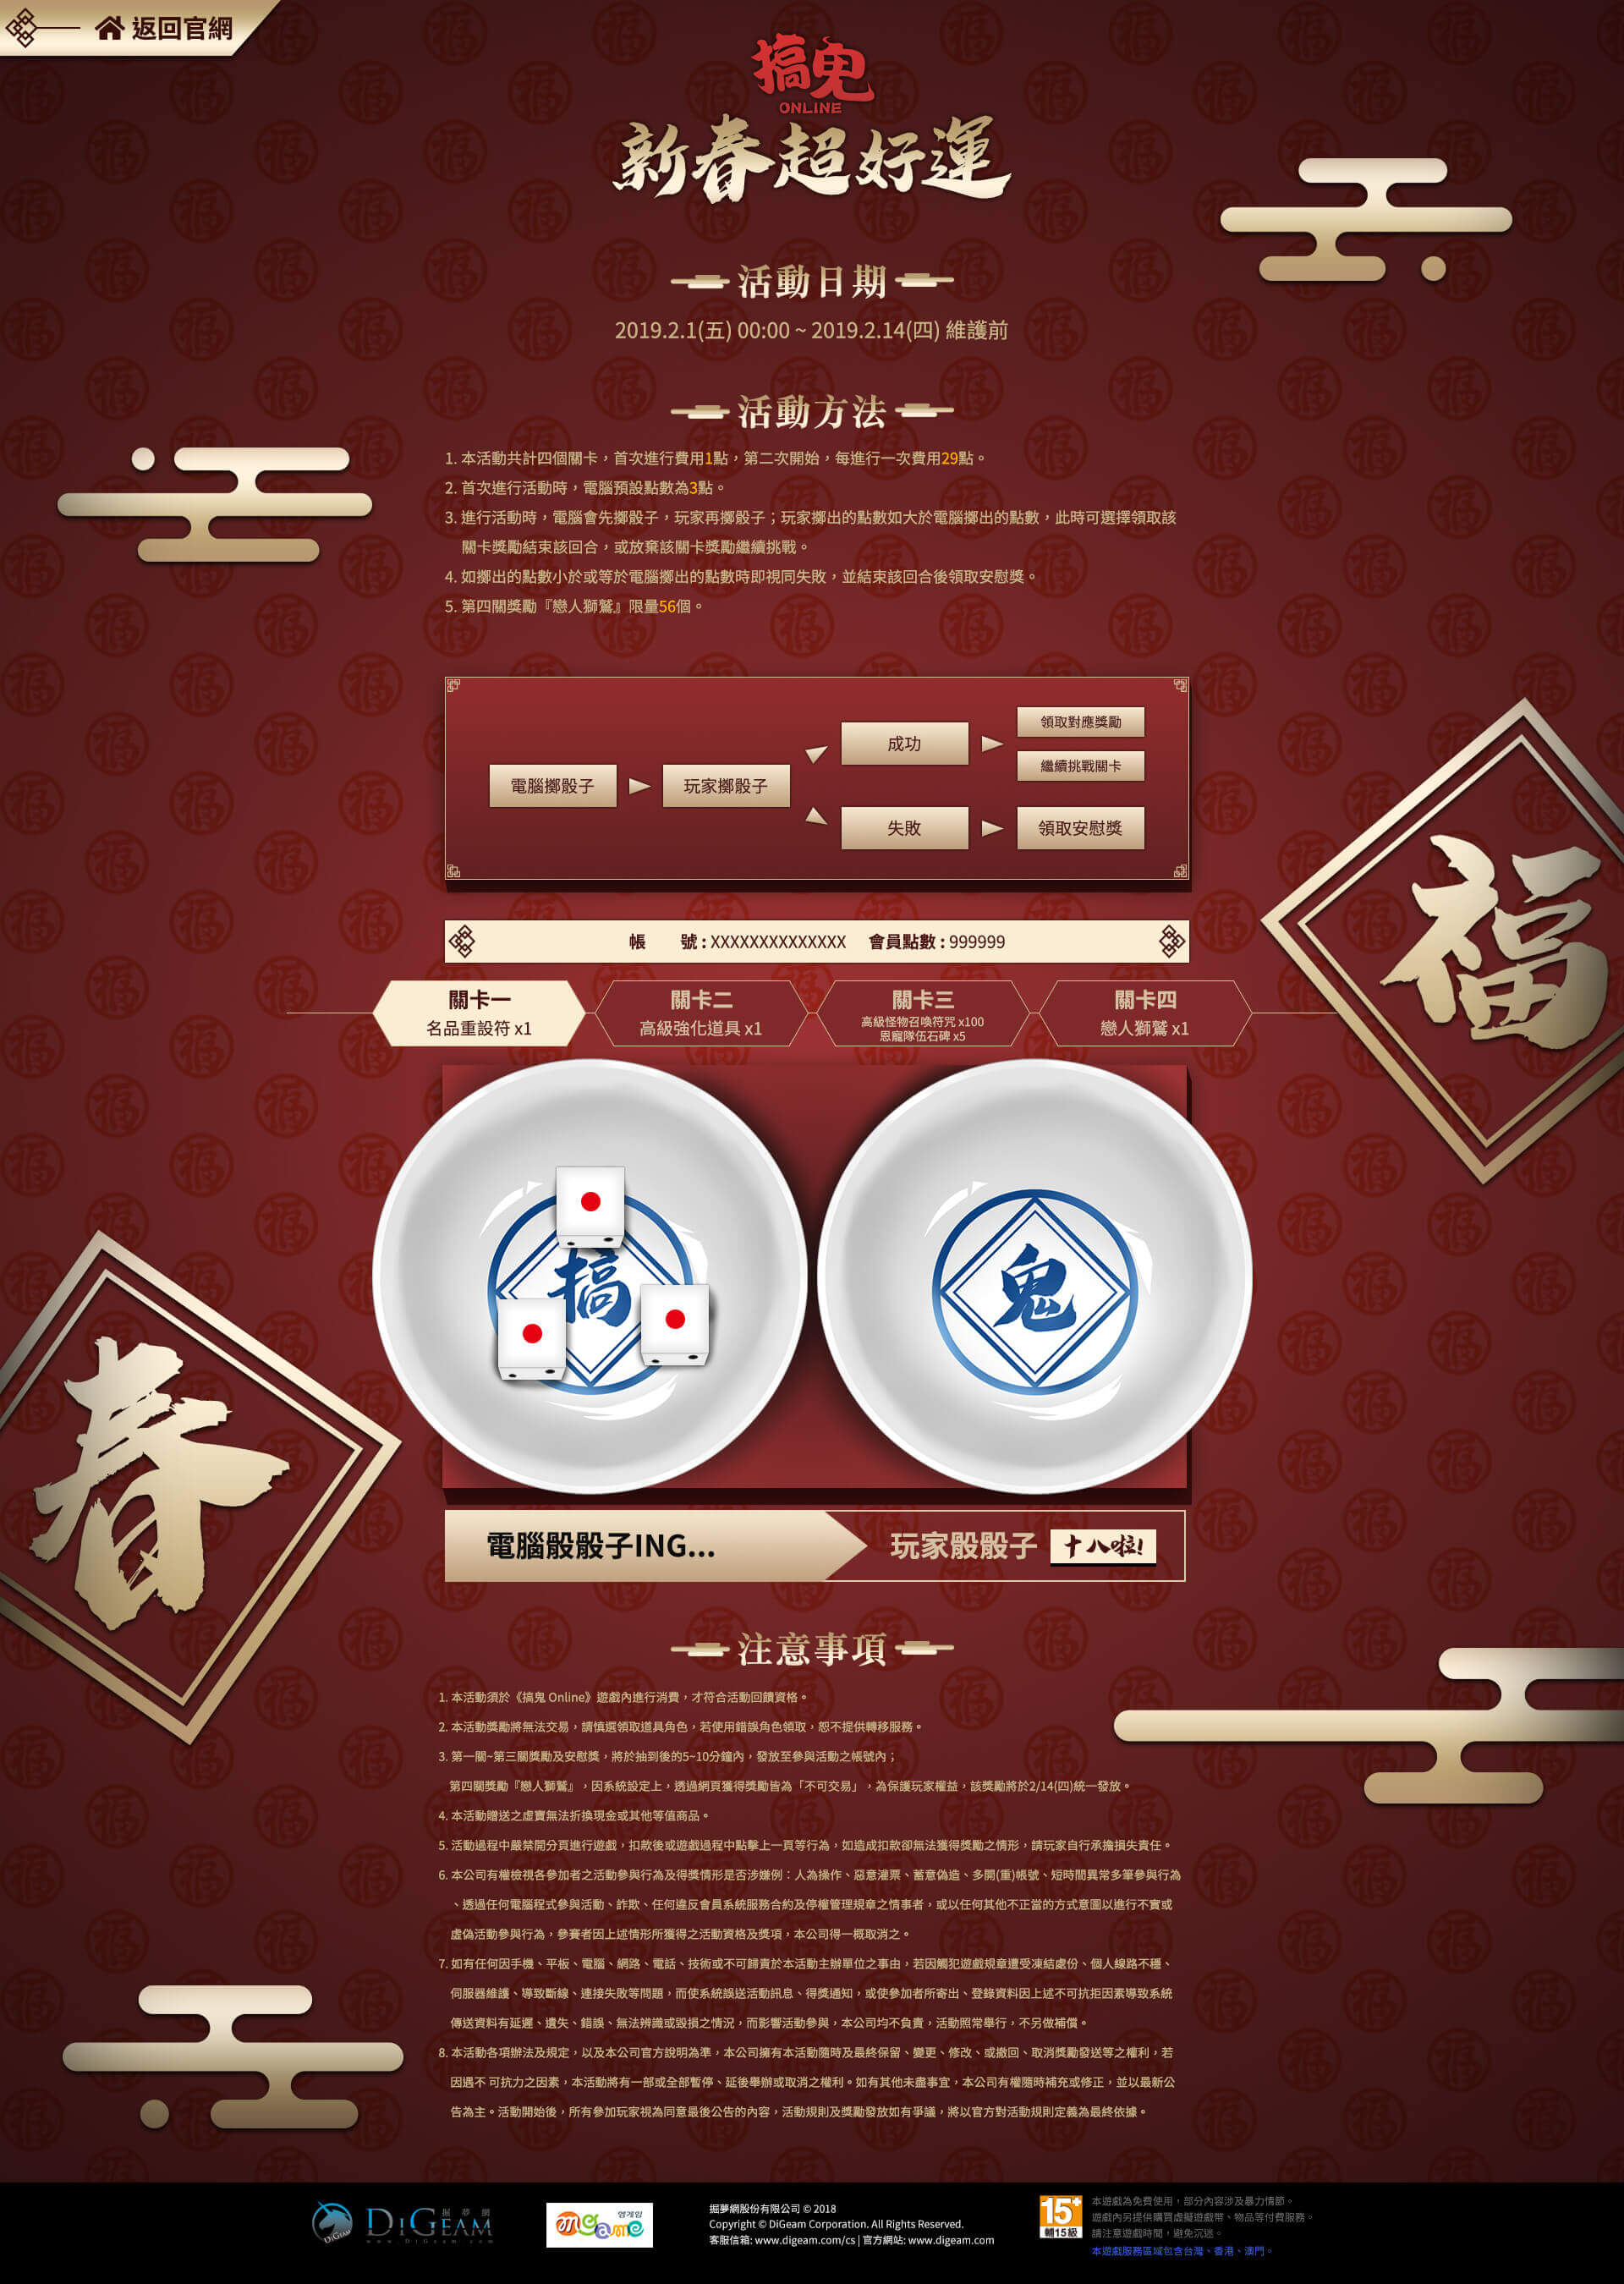 返回官網
搞鬼
ONLINE
新春超好運
活動日期
2019.2.1(五) 00:00 ~ 2019.2.14(四) 維護前
活動方法
1. 本活動共計四個關卡，首次進行費用1點，第二次開始，每進行一次費用29點。
2. 首次進行活動時，電腦預設點數為3點。
3. 進行活動時，電腦會先擲骰子，玩家再擲骰子；玩家擲出的點數如大於電腦擲出的點數，此時可選擇領取該
關卡獎勵結束該回合，或放棄該關卡獎勵繼續挑戰。
4. 如擲出的點數小於或等於電腦擲出的點數時即視同失敗，並結束該回合後領取安慰獎。
5. 第四關獎勵『戀人獅鷲』限量56個。
電腦擲骰子
玩家擲骰子
成功
領取對應獎勵
繼續挑戰關卡
失敗
領取安慰獎
福
帳 號 : XXXXXXXXXXXXXX 會員點數 : 999999
關卡一
名品重設符 x1
關卡二
高級強化道具 x1
關卡三
高級怪物召喚符咒 x100
恩寵隊伍石碑 x5
關卡四
戀人獅鷲 x1
搞
鬼
春
電腦骰骰子ING...
玩家骰骰子
十八啦!
注意事項
1. 本活動須於《搞鬼 Online》遊戲內進行消費，才符合活動回饋資格。
2. 本活動獎勵將無法交易，請慎選領取道具角色，若使用錯誤角色領取，恕不提供轉移服務。
3. 第一關~第三關獎勵及安慰獎，將於抽到後的5~10分鐘內，發放至參與活動之帳號內；
第四關獎勵『戀人獅鷲』，因系統設定上，透過網頁獲得獎勵皆為「不可交易」，為保護玩家權益，該獎勵將於2/14(四)統一發放。
4. 本活動贈送之虛寶無法折換現金或其他等值商品。
5. 活動過程中嚴禁開分頁進行遊戲，扣款後或遊戲過程中點擊上一頁等行為，如造成扣款卻無法獲得獎勵之情形，請玩家自行承擔損失責任。
6. 本公司有權檢視各參加者之活動參與行為及得獎情形是否涉嫌例：人為操作、惡意灌票、蓄意偽造、多開(重)帳號、短時間異常多筆參與行為
、透過任何電腦程式參與活動、詐欺、任何違反會員系統服務合約及停權管理規章之情事者，或以任何其他不正當的方式意圖以進行不實或
虛偽活動參與行為，參賽者因上述情形所獲得之活動資格及獎項，本公司得一概取消之。
7. 如有任何因手機、平板、電腦、網路、電話、技術或不可歸責於本活動主辦單位之事由，若因觸犯遊戲規章遭受凍結處份、個人線路不穩、
伺服器維護、導致斷線、連接失敗等問題，而使系統誤送活動訊息、得獎通知，或使參加者所寄出、登錄資料因上述不可抗拒因素導致系統
傳送資料有延遲、遺失、錯誤、無法辨識或毀損之情況，而影響活動參與，本公司均不負責，活動照常舉行，不另做補償。
8. 本活動各項辦法及規定，以及本公司官方說明為準，本公司擁有本活動隨時及最終保留、變更、修改、或撤回、取消獎勵發送等之權利，若
因遇不可抗力之因素，本活動將有一部或全部暫停、延後舉辦或取消之權利。如有其他未盡事宜，本公司有權隨時補充或修正，並以最新公
告為主。活動開始後，所有參加玩家視為同意最後公告的內容，活動規則及獎勵發放如有爭議，將以官方對活動規則定義為最終依據。
DiGEAM 掘夢網
www.DiGeam.com
엠게임
mgame
掘夢網股份有限公司 © 2018
Copyright © DiGeam Corporation. All Rights Reserved.
客服信箱: www.digeam.com/cs | 官方網站: www.digeam.com
15+
輔15級
本遊戲為免費使用，部分內容涉及暴力情節。
遊戲內另提供購買虛擬遊戲幣、物品等付費服務。
請注意遊戲時間，避免沉迷。
本遊戲服務區域包含台灣、香港、澳門。